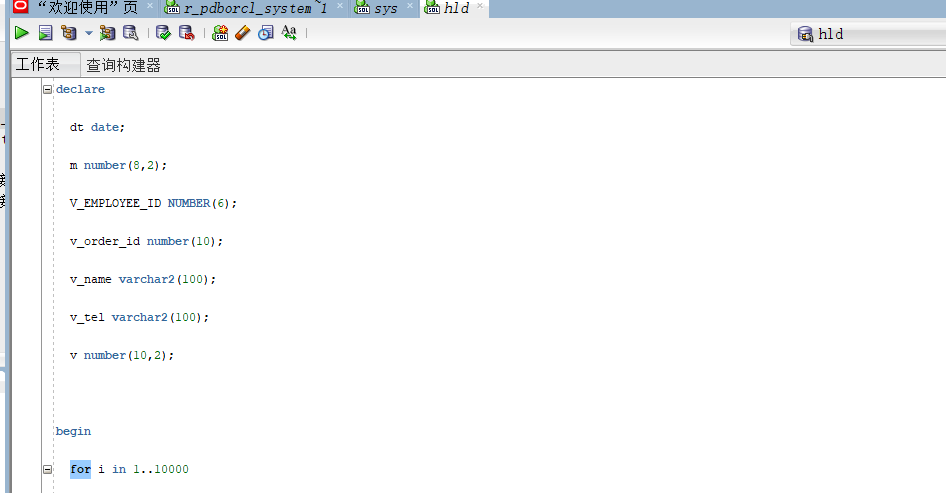 “欢迎使用”页
r_pdborcl_system~1
sys
hld
hld
工作表
查询构建器
declare
dt date;
m number(8,2);
V_EMPLOYEE_ID NUMBER(6);
v_order_id number(10);
v_name varchar2(100);
v_tel varchar2(100);
v number(10,2);
begin
for i in 1..10000